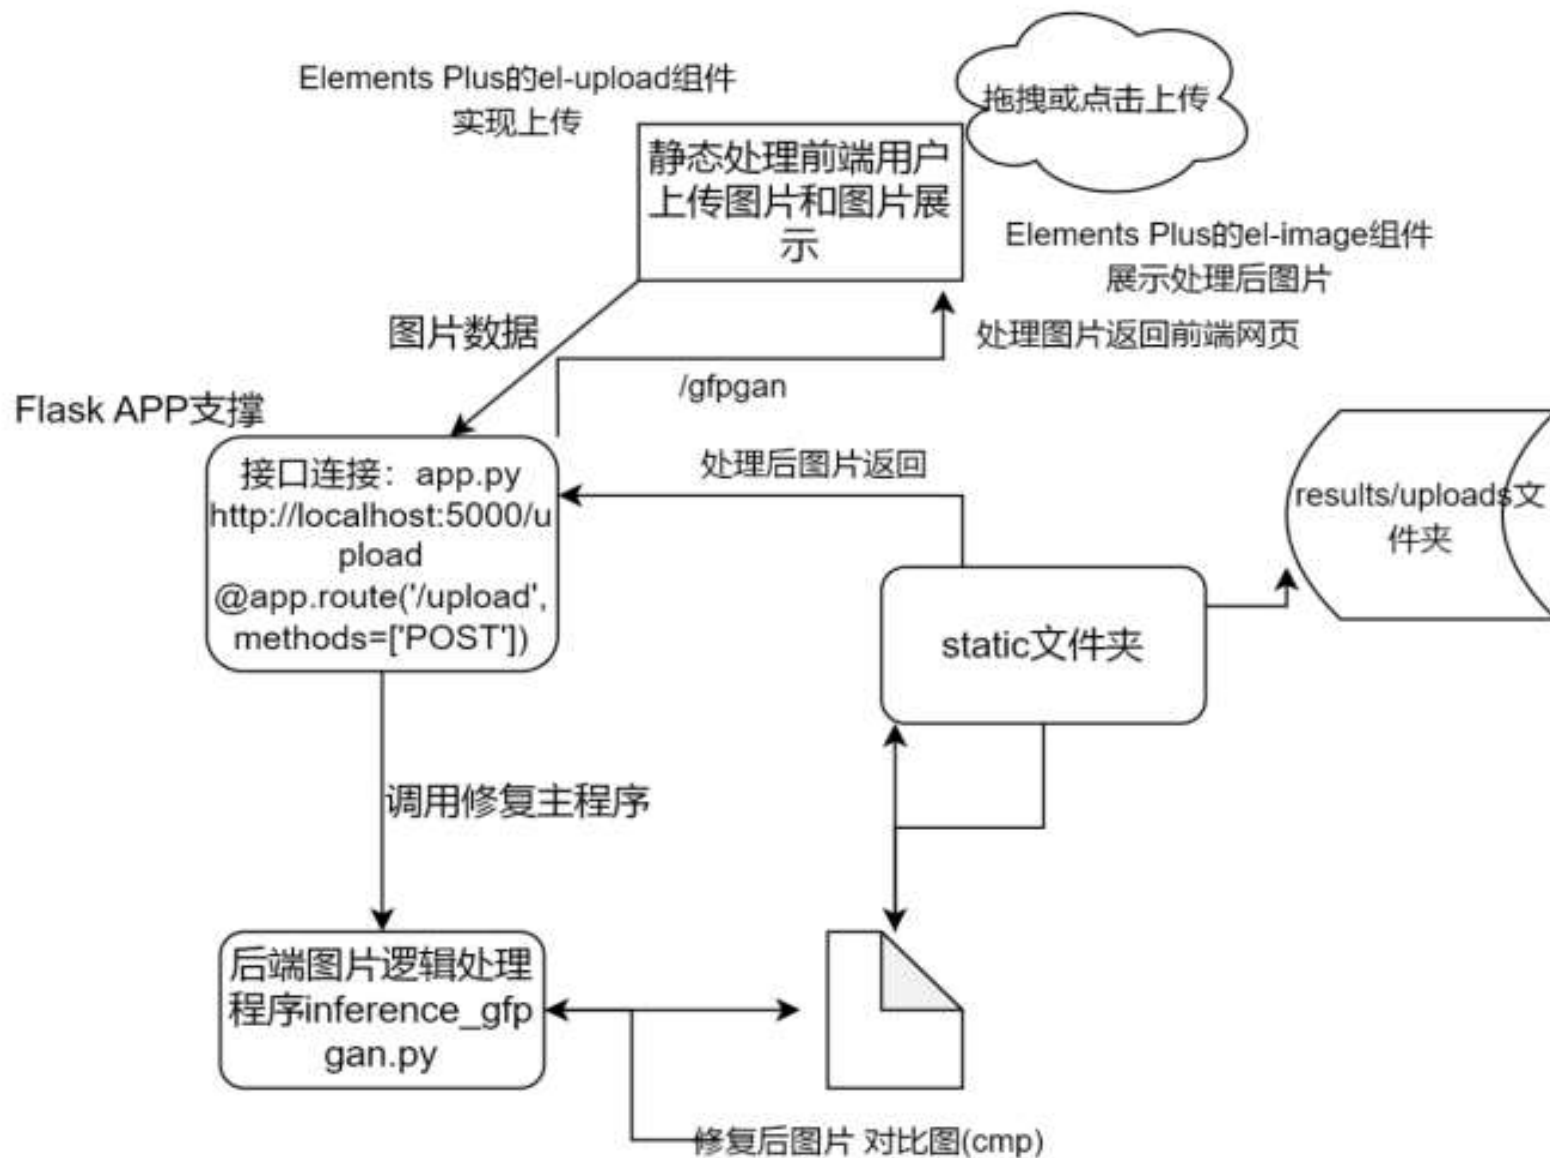 Elements Plus的el-upload组件
实现上传
拖拽或点击上传
静态处理前端用户
上传图片和图片展
示
Elements Plus的el-image组件
展示处理后图片
图片数据
处理图片返回前端网页
/gfpgan
Flask APP支撑
接口连接：app.py
http://localhost:5000/u
pload
@app.route('/upload',
methods=['POST'])
处理后图片返回
results/uploads文
件夹
static文件夹
调用修复主程序
后端图片逻辑处理
程序inference_gfp
gan.py
修复后图片 对比图(cmp)